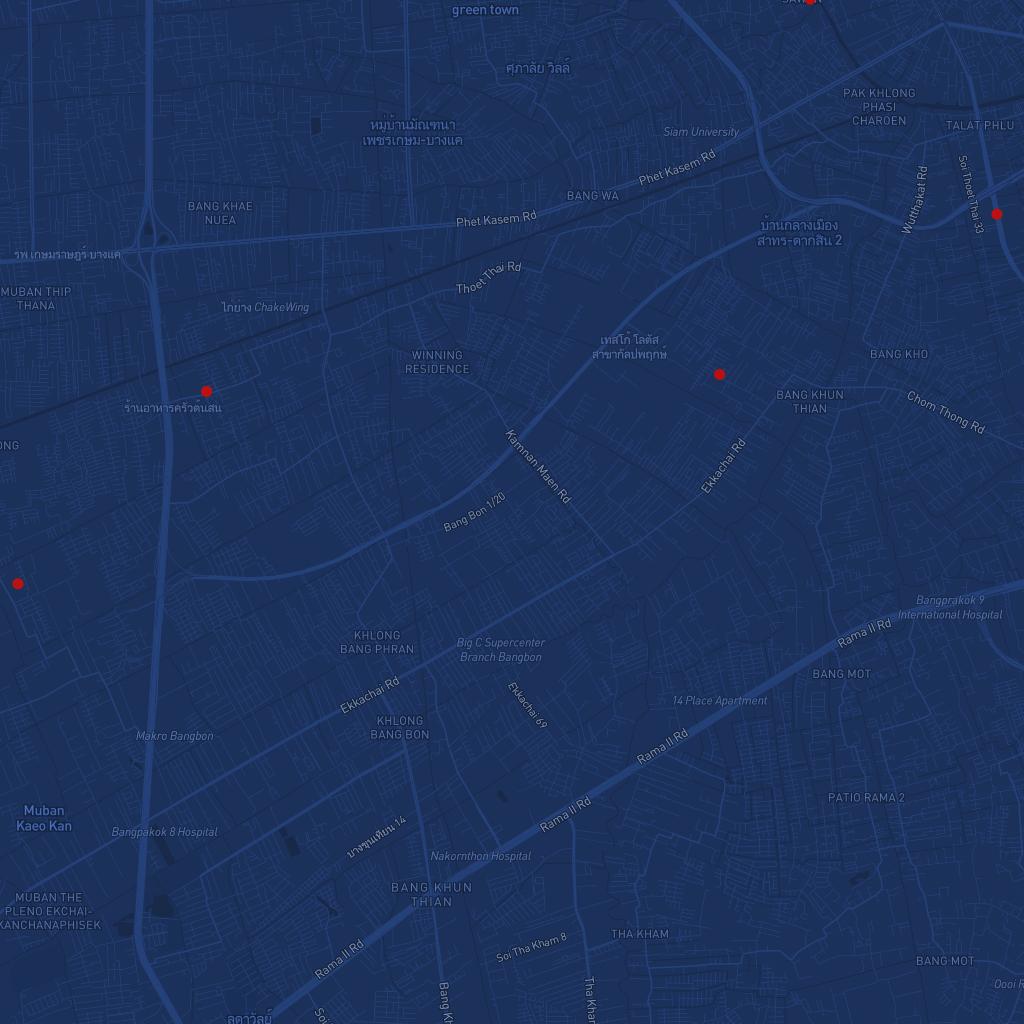 SAWAN
green town
ศุภาลัย วิลล์
PAK KHLONG
PHASI
CHAROEN
TALAT PHLU
หมู่บ้านมัณฑนา
เพชรเกษม-บางแค
Siam University
Phet Kasem Rd
BANG WA
Soi Thoet Thai 33
Wutthakat Rd
BANG KHAE
NUEA
Phet Kasem Rd
บ้านกลางเมือง
สาทร-ตากสิน 2
รพ เกษมราษฎร์ บางแค
Thoet Thai Rd
MUBAN THIP
THANA
ไก่ย่าง ChakeWing
เทสโก้ โลตัส
สาขากัลปพฤกษ์
WINNING
RESIDENCE
BANG KHO
BANG KHUN
THIAN
ร้านอาหารครัวต้นสน
Chom Thong Rd
ONG
Kamnan Maen Rd
Ekkachai Rd
Bang Bon 1/20
Bangprakok 9
International Hospital
Rama II Rd
KHLONG
BANG PHRAN
Big C Supercenter
Branch Bangbon
BANG MOT
Ekkachai Rd
Ekkachai 69
14 Place Apartment
KHLONG
BANG BON
Makro Bangbon
Rama II Rd
PATIO RAMA 2
Muban
Kaeo Kan
Rama II Rd
Bangpakok 8 Hospital
บางขุนเทียน 14
Nakornthon Hospital
BANG KHUN
THIAN
MUBAN THE
PLENO EKCHAI-
KANCHANAPHISEK
Soi Tha Kham 8
THA KHAM
Rama II Rd
BANG MOT
Tha Khar
Bang Kh
Soi
ลดาวัลย์